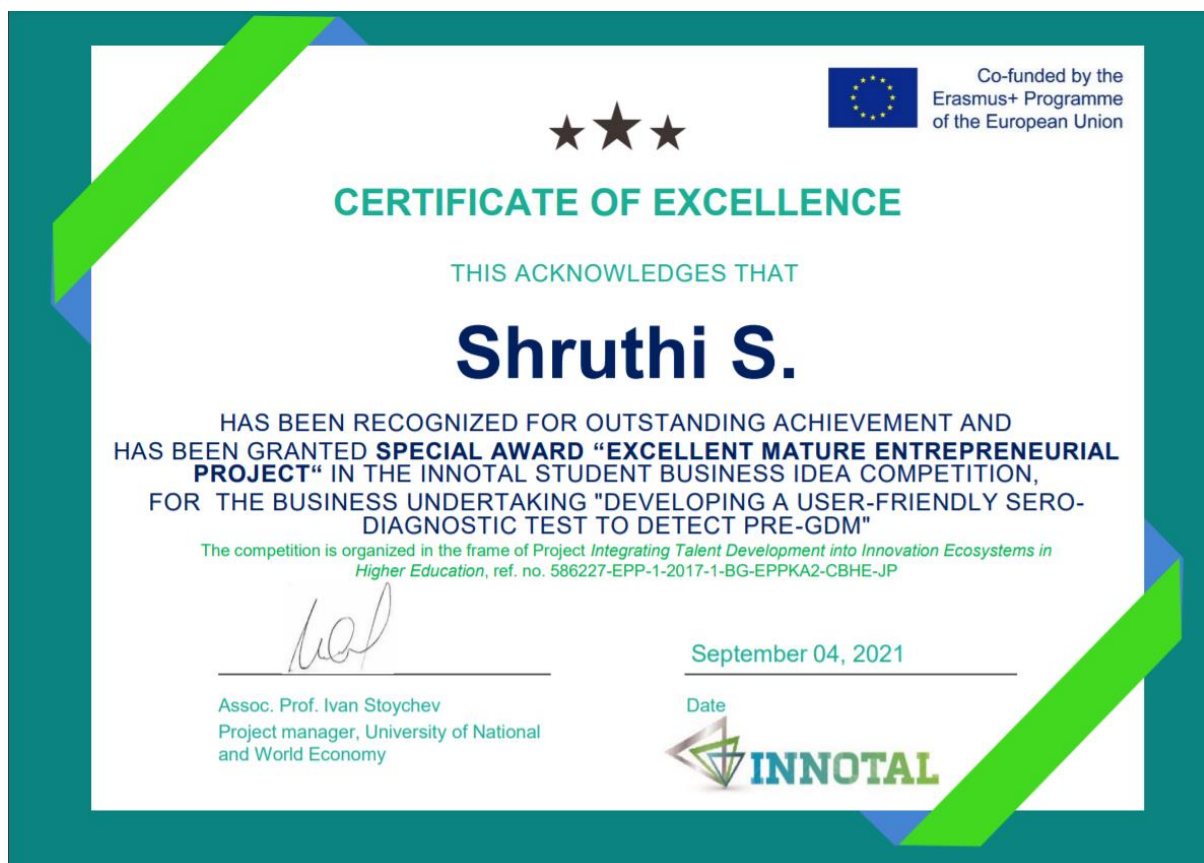 Co-funded by the
Erasmus+ Programme
of the European Union
CERTIFICATE OF EXCELLENCE
THIS ACKNOWLEDGES THAT
Shruthi S.
HAS BEEN RECOGNIZED FOR OUTSTANDING ACHIEVEMENT AND
HAS BEEN GRANTED SPECIAL AWARD “EXCELLENT MATURE ENTREPRENEURIAL
PROJECT“ IN THE INNOTAL STUDENT BUSINESS IDEA COMPETITION,
FOR THE BUSINESS UNDERTAKING "DEVELOPING A USER-FRIENDLY SERO-
DIAGNOSTIC TEST TO DETECT PRE-GDM"
The competition is organized in the frame of Project Integrating Talent Development into Innovation Ecosystems in
Higher Education, ref. no. 586227-EPP-1-2017-1-BG-EPPKA2-CBHE-JP
Assoc. Prof. Ivan Stoychev
Project manager, University of National
and World Economy
September 04, 2021
Date
INNOTAL